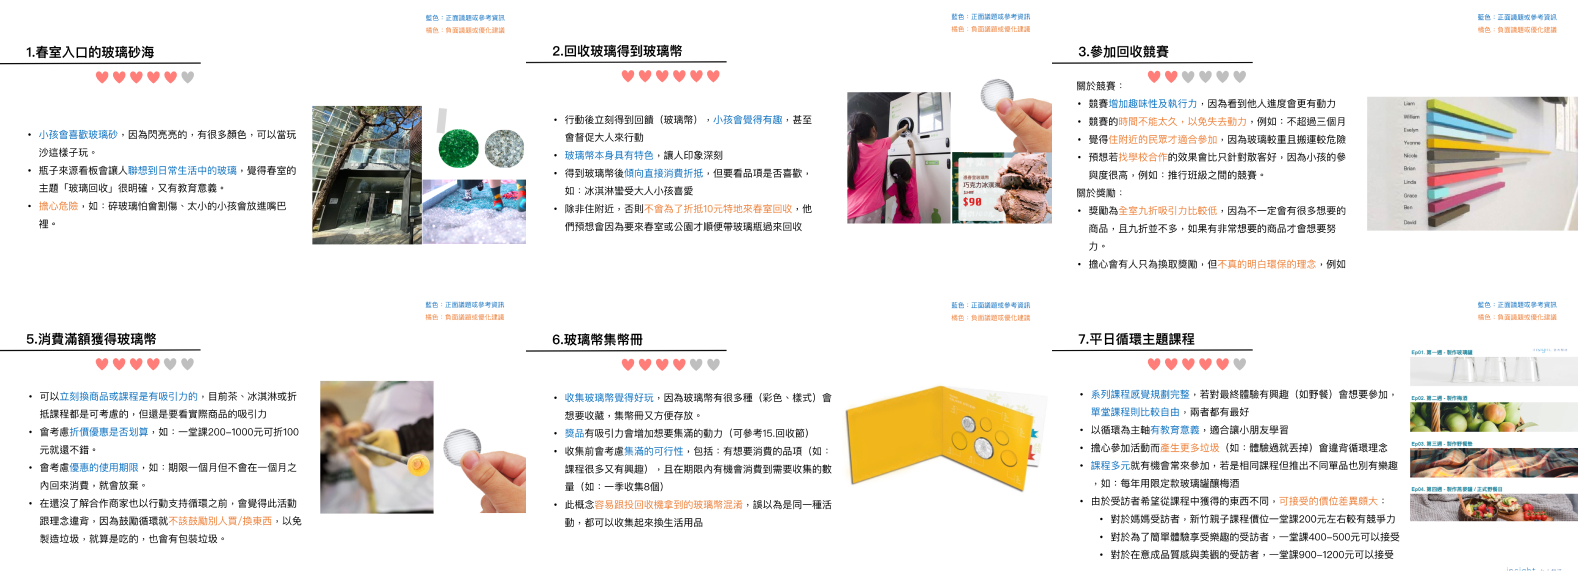 藍色：正面議題或參考資訊
橘色：負面議題或優化建議
1.春室入口的玻璃砂海
• 小孩會喜歡玻璃砂，因為閃亮亮的，有很多顏色，可以當玩
沙這樣子玩。
• 瓶子來源看板會讓人聯想到日常生活中的玻璃，覺得春室的
主題「玻璃回收」很明確，又有教育意義。
• 擔心危險，如：碎玻璃怕會割傷、太小的小孩會放進嘴巴
裡。
藍色：正面議題或參考資訊
橘色：負面議題或優化建議
2.回收玻璃得到玻璃幣
• 行動後立刻得到回饋（玻璃幣），小孩會覺得有趣，甚至
會督促大人來行動
• 玻璃幣本身具有特色，讓人印象深刻
• 得到玻璃幣後傾向直接消費折抵，但要看品項是否喜歡，
如：冰淇淋蠻受大人小孩喜愛
• 除非住附近，否則不會為了折抵10元特地來春室回收，他
們預想會因為要來春室或公園才順便帶玻璃瓶過來回收
巧克力冰淇淋
$90
藍色：正面議題或參考資訊
橘色：負面議題或優化建議
3.參加回收競賽
關於競賽：
• 競賽增加趣味性及執行力，因為看到他人進度會更有動力
• 競賽的時間不能太久，以免失去動力，例如：不超過三個月
• 覺得住附近的民眾才適合參加，因為玻璃較重且搬運較危險
• 預想若找學校合作的效果會比只針對散客好，因為小孩的參
與度很高，例如：推行班級之間的競賽。
關於獎勵：
• 獎勵為全室九折吸引力比較低，因為不一定會有很多想要的
商品，且九折並不多，如果有非常想要的商品才會想要努
力。
• 擔心會有人只為換取獎勵，但不真的明白環保的理念，例如
Liam
William
Evelyn
Yvonne
Nicole
Brian
Linda
Grace
Ben
David
藍色：正面議題或參考資訊
橘色：負面議題或優化建議
5.消費滿額獲得玻璃幣
• 可以立刻換商品或課程是有吸引力的，目前茶、冰淇淋或折
抵課程都是可考慮的，但還是要看實際商品的吸引力
• 會考慮折價優惠是否划算，如：一堂課200-1000元可折100
元就還不錯。
• 會考慮優惠的使用期限，如：期限一個月但不會在一個月之
內回來消費，就會放棄。
• 在還沒了解合作商家也以行動支持循環之前，會覺得此活動
跟理念違背，因為鼓勵循環就不該鼓勵別人買/換東西，以免
製造垃圾，就算是吃的，也會有包裝垃圾。
藍色：正面議題或參考資訊
橘色：負面議題或優化建議
6.玻璃幣集幣冊
• 收集玻璃幣覺得好玩，因為玻璃幣有很多種（彩色、樣式）會
想要收藏，集幣冊又方便存放。
• 獎品有吸引力會增加想要集滿的動力（可參考15.回收節）
• 收集前會考慮集滿的可行性，包括：有想要消費的品項（如：
課程很多又有興趣），且在期限內有機會消費到需要收集的數
量（如：一季收集8個）
• 此概念容易跟投回收機拿到的玻璃幣混淆，誤以為是同一種活
動，都可以收集起來換生活用品
藍色：正面議題或參考資訊
橘色：負面議題或優化建議
7.平日循環主題課程
• 系列課程感覺規劃完整，若對最終體驗有興趣（如野餐）會想要參加，
單堂課程則比較自由，兩者都有最好
• 以循環為主軸有教育意義，適合讓小朋友學習
• 擔心參加活動而產生更多垃圾（如：體驗過就丟掉）會違背循環理念
• 課程多元就有機會常來參加，若是相同課程但推出不同單品也別有樂趣
，如：每年用限定款玻璃罐釀梅酒
• 由於受訪者希望從課程中獲得的東西不同，可接受的價位差異頗大：
• 對於媽媽受訪者，新竹親子課程價位一堂課200元左右較有競爭力
• 對於為了簡單體驗享受樂趣的受訪者，一堂課400-500元可以接受
• 對於在意成品質感與美觀的受訪者，一堂課900-1200元可以接受
Ep01. 第一週 - 製作玻璃罐
Ep02. 第二週 - 製作梅酒
Ep03. 第三週 - 製作野餐墊